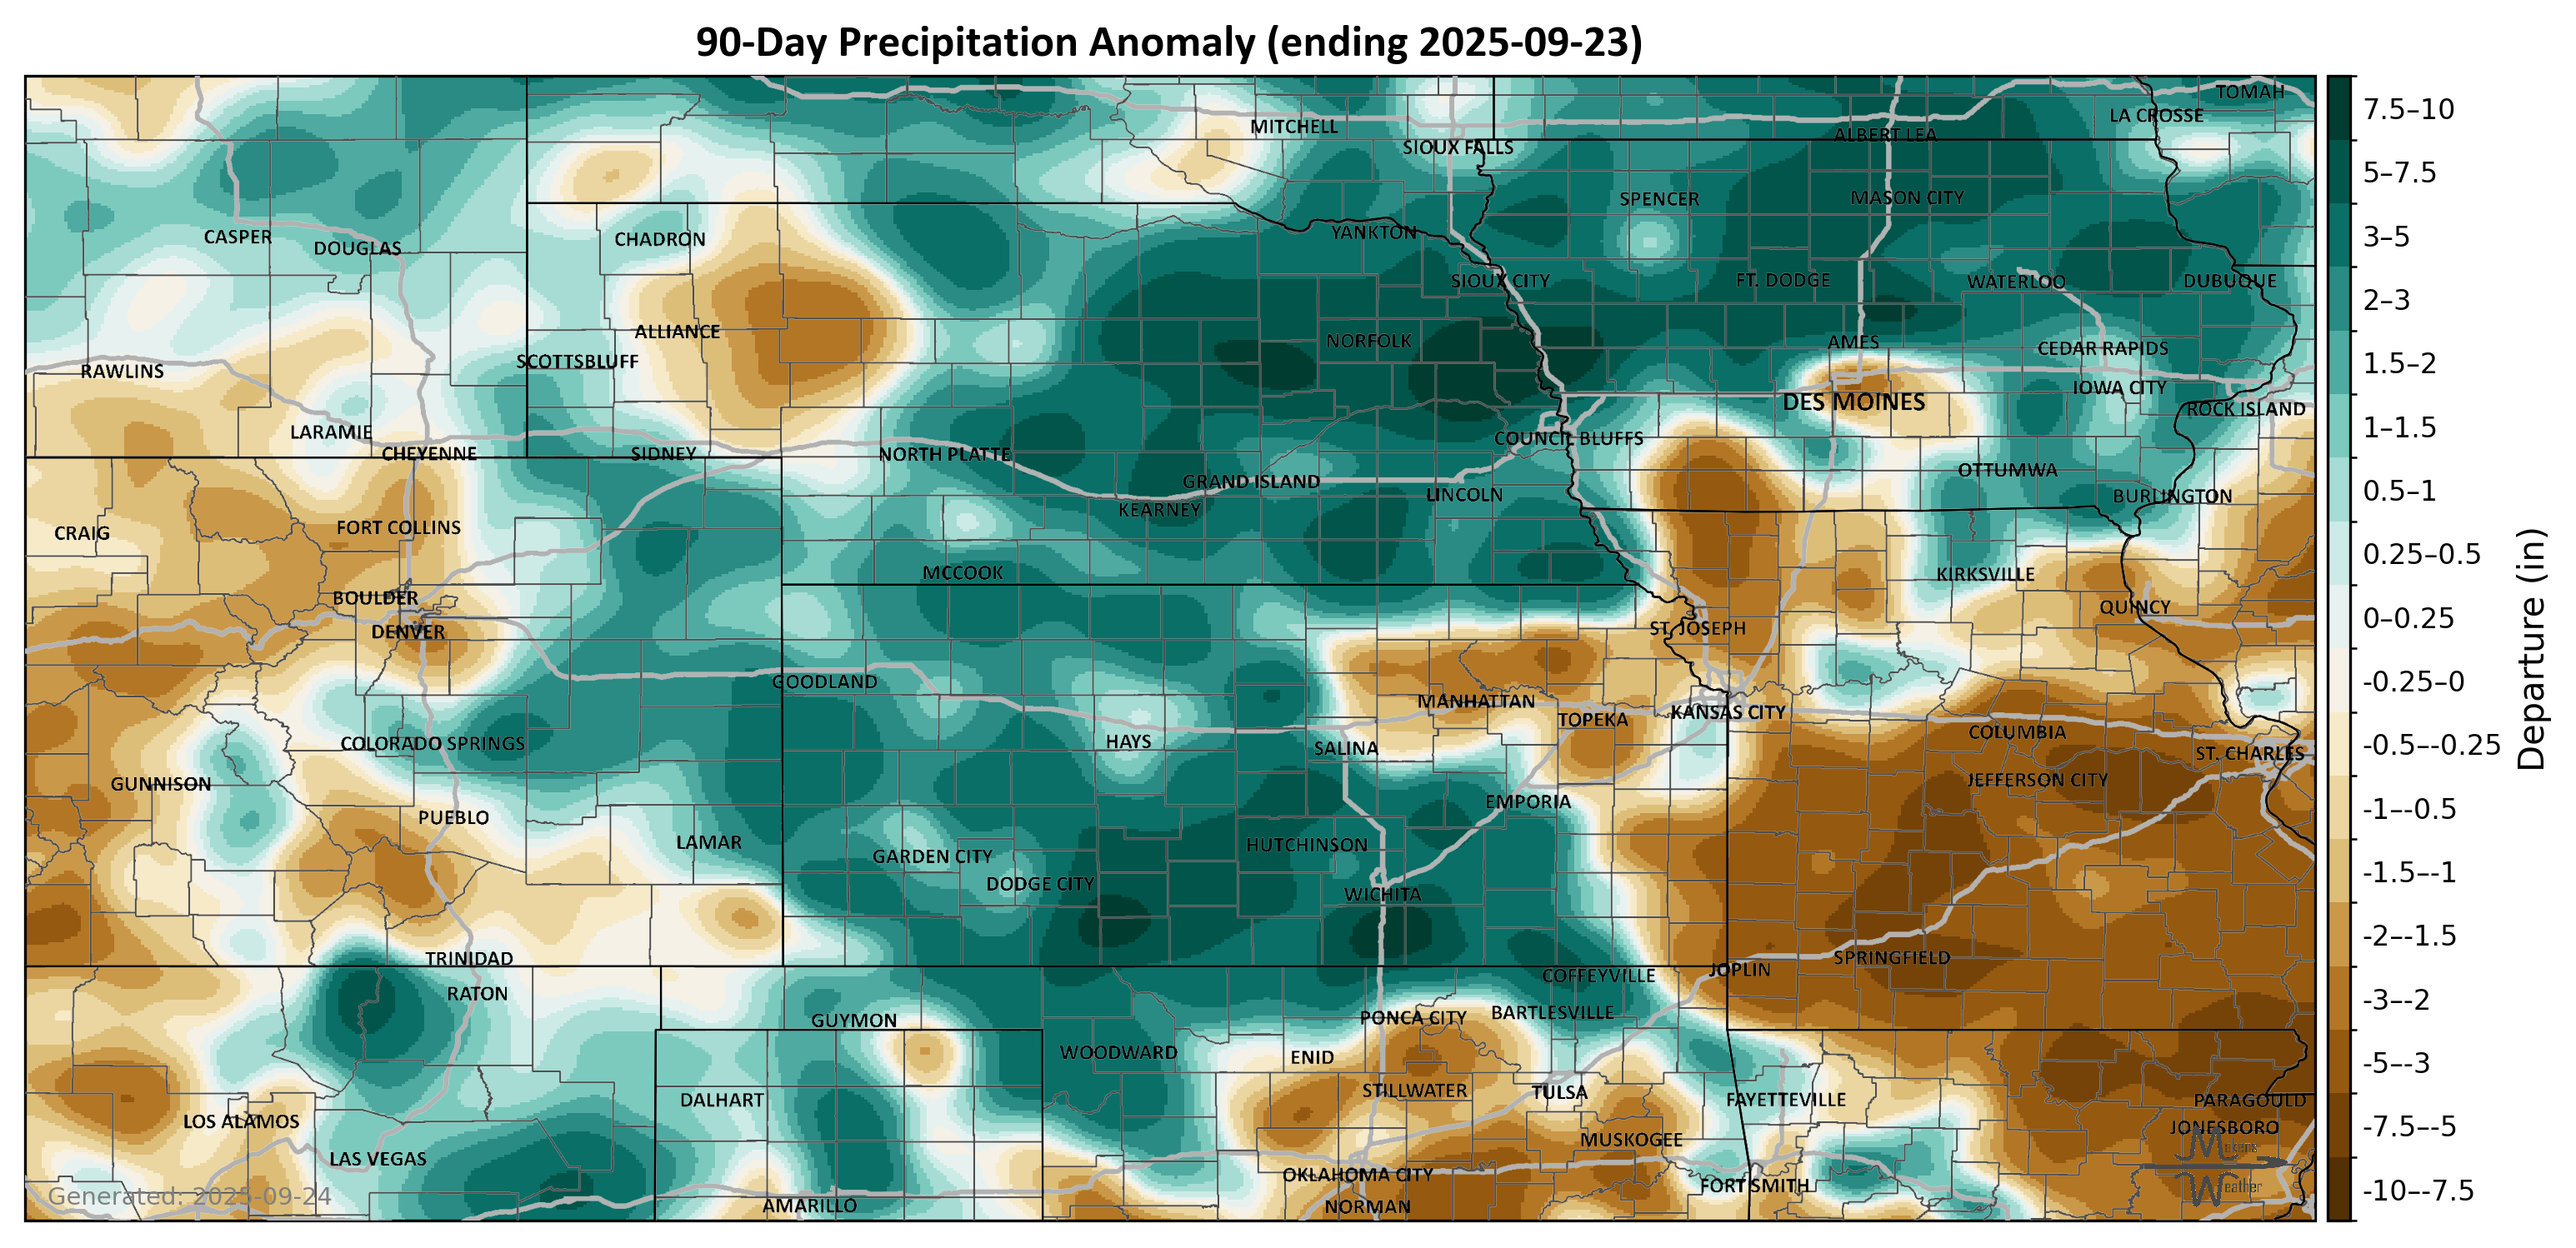 90-Day Precipitation Anomaly (ending 2025-09-23)
TOMAH
LA CROSSE
MITCHELL
ALBERT LEA
SIOUX FALLS
SPENCER
MASON CITY
YANKTON
CASPER
DOUGLAS
CHADRON
SIOUX CITY
FT. DODGE
WATERLOO
DUBUQUE
ALLIANCE
NORFOLK
AMES
CEDAR RAPIDS
SCOTTSBLUFF
RAWLINS
IOWA CITY
DES MOINES
ROCK ISLAND
LARAMIE
COUNCIL BLUFFS
CHEYENNE
SIDNEY
NORTH PLATTE
OTTUMWA
GRAND ISLAND
LINCOLN
BURLINGTON
KEARNEY
CRAIG
FORT COLLINS
MCCOOK
KIRKSVILLE
BOULDER
QUINCY
DENVER
ST. JOSEPH
GOODLAND
MANHATTAN
TOPEKA
KANSAS CITY
COLUMBIA
COLORADO SPRINGS
HAYS
SALINA
ST. CHARLES
GUNNISON
JEFFERSON CITY
EMPORIA
PUEBLO
LAMAR
HUTCHINSON
GARDEN CITY
DODGE CITY
WICHITA
TRINIDAD
SPRINGFIELD
JOPLIN
COFFEYVILLE
RATON
GUYMON
PONCA CITY
BARTLESVILLE
WOODWARD
ENID
STILLWATER
TULSA
DALHART
FAYETTEVILLE
PARAGOULD
LOS ALAMOS
JONESBORO
MUSKOGEE
LAS VEGAS
OKLAHOMA CITY
FORT SMITH
AMARILLO
NORMAN
Generated: 2025-09-24
Makers
Weather
7.5–10
5–7.5
3–5
2–3
1.5–2
1–1.5
0.5–1
0.25–0.5
0–0.25
-0.25–0
-0.5–-0.25
-1–-0.5
-1.5–-1
-2–-1.5
-3–-2
-5–-3
-7.5–-5
-10–-7.5
Departure (in)